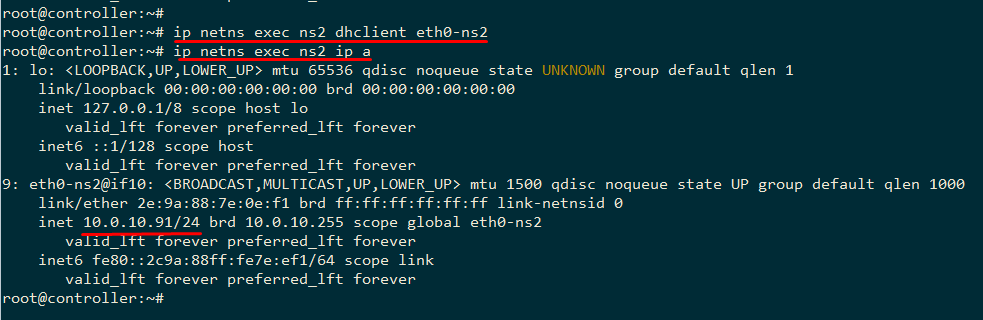 root@controller:~#
root@controller:~# ip netns exec ns2 dhclient eth0-ns2
root@controller:~# ip netns exec ns2 ip a
1: lo: <LOOPBACK,UP,LOWER_UP> mtu 65536 qdisc noqueue state UNKNOWN group default qlen 1
    link/loopback 00:00:00:00:00:00 brd 00:00:00:00:00:00
    inet 127.0.0.1/8 scope host lo
       valid_lft forever preferred_lft forever
    inet6 ::1/128 scope host
       valid_lft forever preferred_lft forever
9: eth0-ns2@if10: <BROADCAST,MULTICAST,UP,LOWER_UP> mtu 1500 qdisc noqueue state UP group default qlen 1000
    link/ether 2e:9a:88:7e:0e:f1 brd ff:ff:ff:ff:ff:ff link-netnsid 0
    inet 10.0.10.91/24 brd 10.0.10.255 scope global eth0-ns2
       valid_lft forever preferred_lft forever
    inet6 fe80::2c9a:88ff:fe7e:ef1/64 scope link
       valid_lft forever preferred_lft forever
root@controller:~#